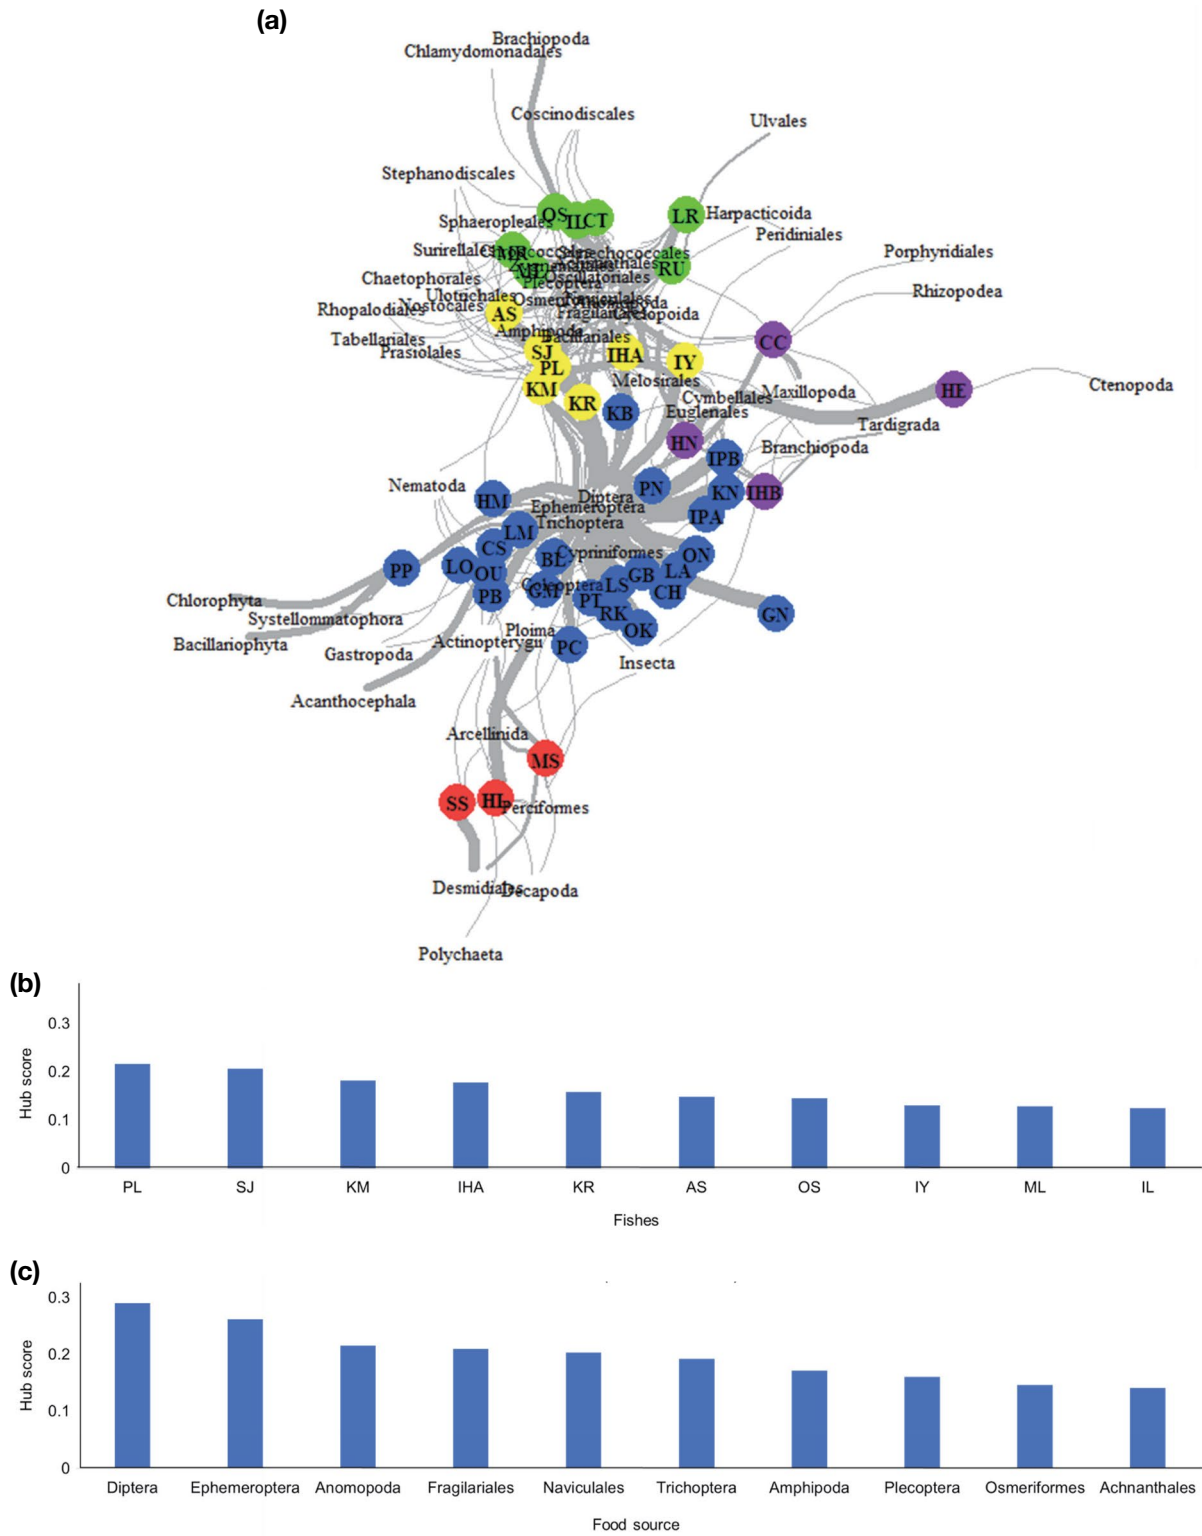 (a)
Brachiopoda
Chlamydomonadales
Coscinodiscales
Ulvales
Stephanodiscales
OS
IL
CT
LR
Harpacticoida
Sphaeropleales
Peridiniales
Surirellales
MR
Porphyridiales
Chaetophorales
ML
Oscillatoriales
RU
Plecoptera
Rhizopodea
Ulotrichales
Nostocales
Rhopalodiales
AS
Fragilariales
Cyclopoida
Tabellariales
Amphipoda
Bacillariales
CC
Prasiolales
SJ
IHA
IY
PL
Melosirales
Ctenopoda
KM
KR
Cymbellales
Maxillopoda
HE
KB
Euglenales
Tardigrada
HN
Branchiopoda
IPB
Nematoda
PN
KN
IHB
HM
Diptera
Ephemeroptera
IPA
LM
Trichoptera
CS
BL
Cypriniformes
ON
PP
LO
OU
GB
LA
Coleoptera
LS
PB
GM
CH
Chlorophyta
PT
GN
Systellommatophora
RK
OK
Bacillariophyta
Ploima
Actinopterygii
PC
Gastropoda
Insecta
Acanthocephala
Arcellinida
MS
SS
HL
Perciformes
Desmidiales
Decapoda
Polychaeta
(b)
Hub score
0.3
0.2
0.1
0
PL SJ KM IHA KR AS OS IY ML IL
Fishes
(c)
Hub score
0.3
0.2
0.1
0
Diptera Ephemeroptera Anomopoda Fragilariales Naviculales Trichoptera Amphipoda Plecoptera Osmeriformes Achnanthales
Food source